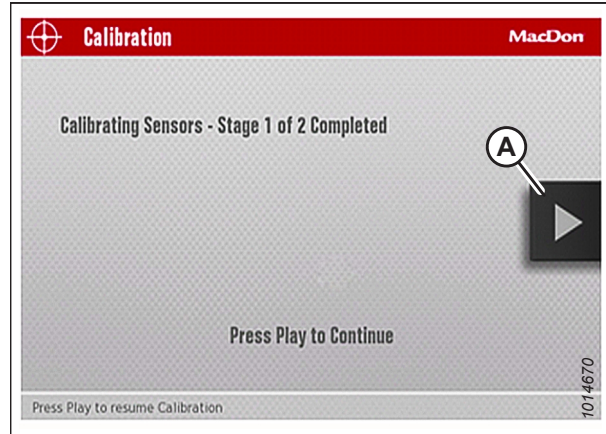 Calibration
MacDon
Calibrating Sensors - Stage 1 of 2 Completed
A
Press Play to Continue
Press Play to resume Calibration
1014670